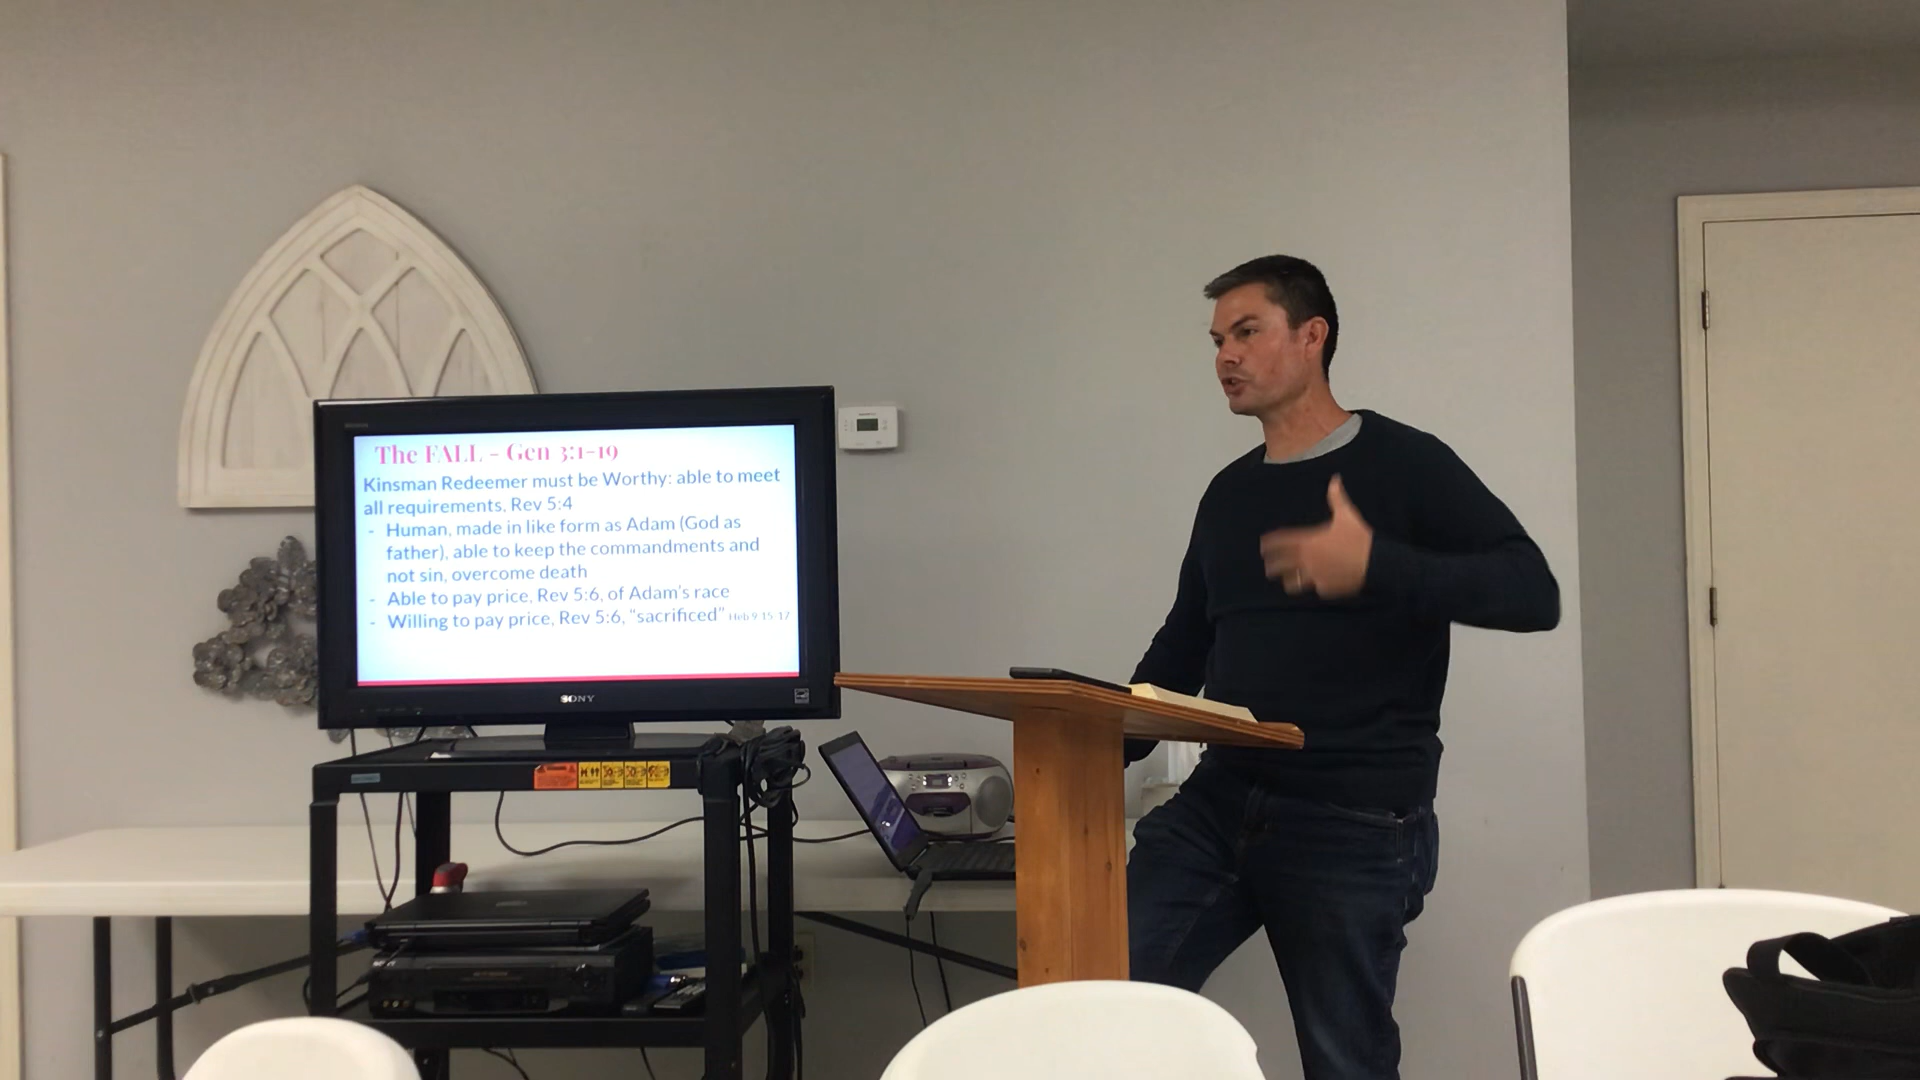 The FALL - Gen 3:1-19
Kinsman Redeemer must be Worthy: able to meet
all requirements, Rev 5:4
- Human, made in like form as Adam (God as
father), able to keep the commandments and
not sin, overcome death
- Able to pay price, Rev 5:6, of Adam's race
- Willing to pay price, Rev 5:6, "sacrificed" Heb 9:15-17
SONY